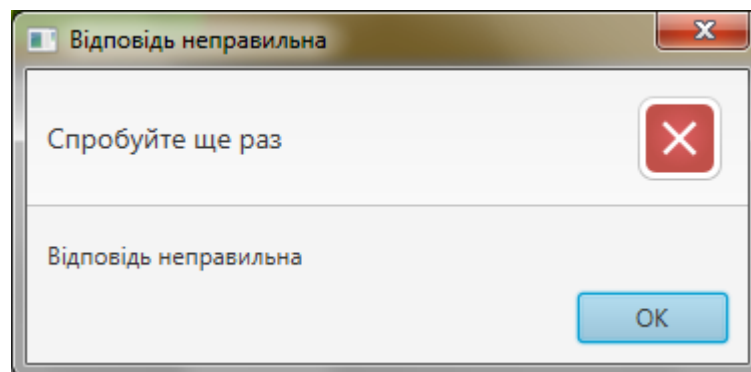 Відповідь неправильна
Спробуйте ще раз
Відповідь неправильна
OK